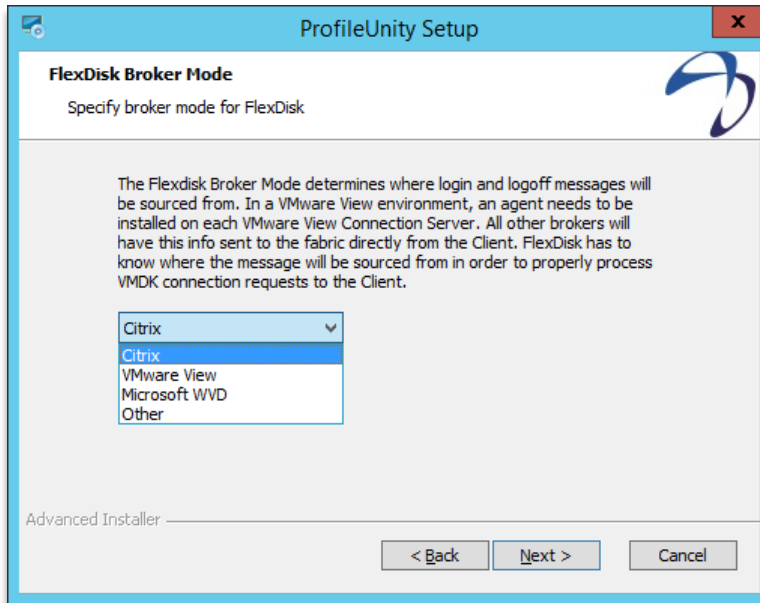 ProfileUnity Setup
x
FlexDisk Broker Mode
Specify broker mode for FlexDisk
The Flexdisk Broker Mode determines where login and logoff messages will
be sourced from. In a VMware View environment, an agent needs to be
installed on each VMware View Connection Server. All other brokers will
have this info sent to the fabric directly from the Client. FlexDisk has to
know where the message will be sourced from in order to properly process
VMDK connection requests to the Client.
Citrix
Citrix
VMware View
Microsoft WVD
Other
Advanced Installer
< Back
Next >
Cancel